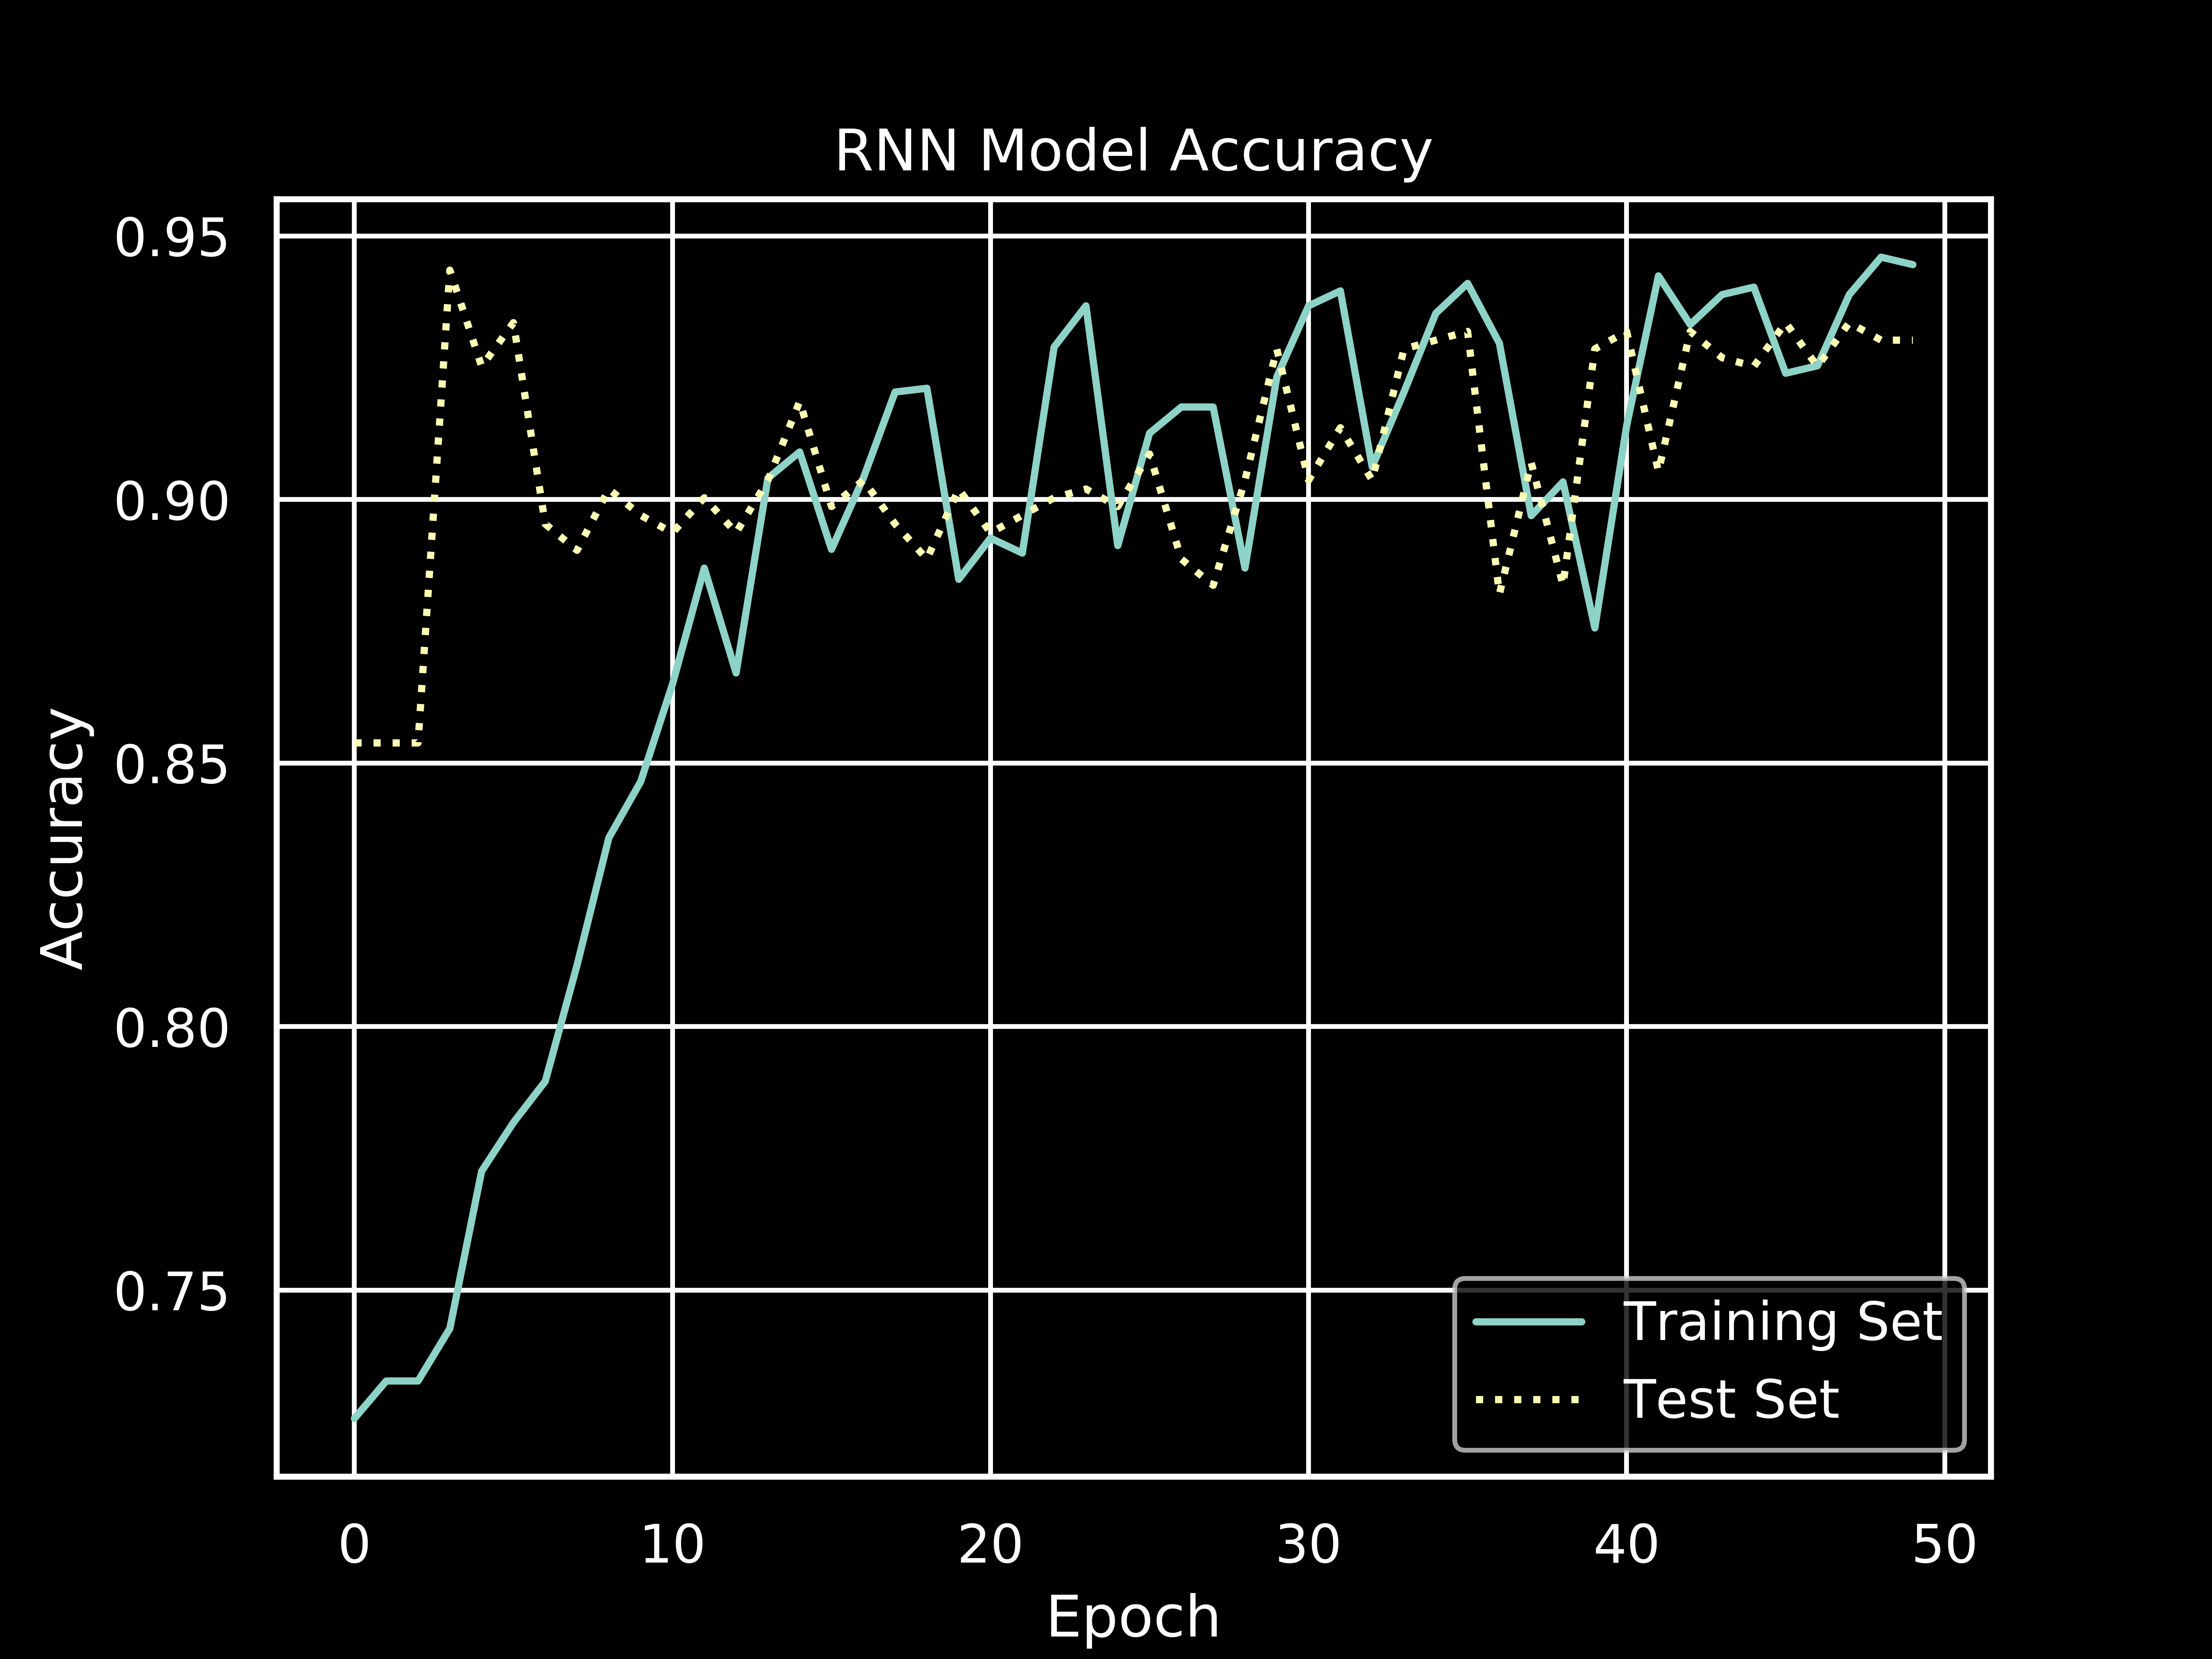 RNN Model Accuracy
0.95
0.90
0.85
0.80
0.75
Accuracy
Training Set
Test Set
0 10 20 30 40 50
Epoch